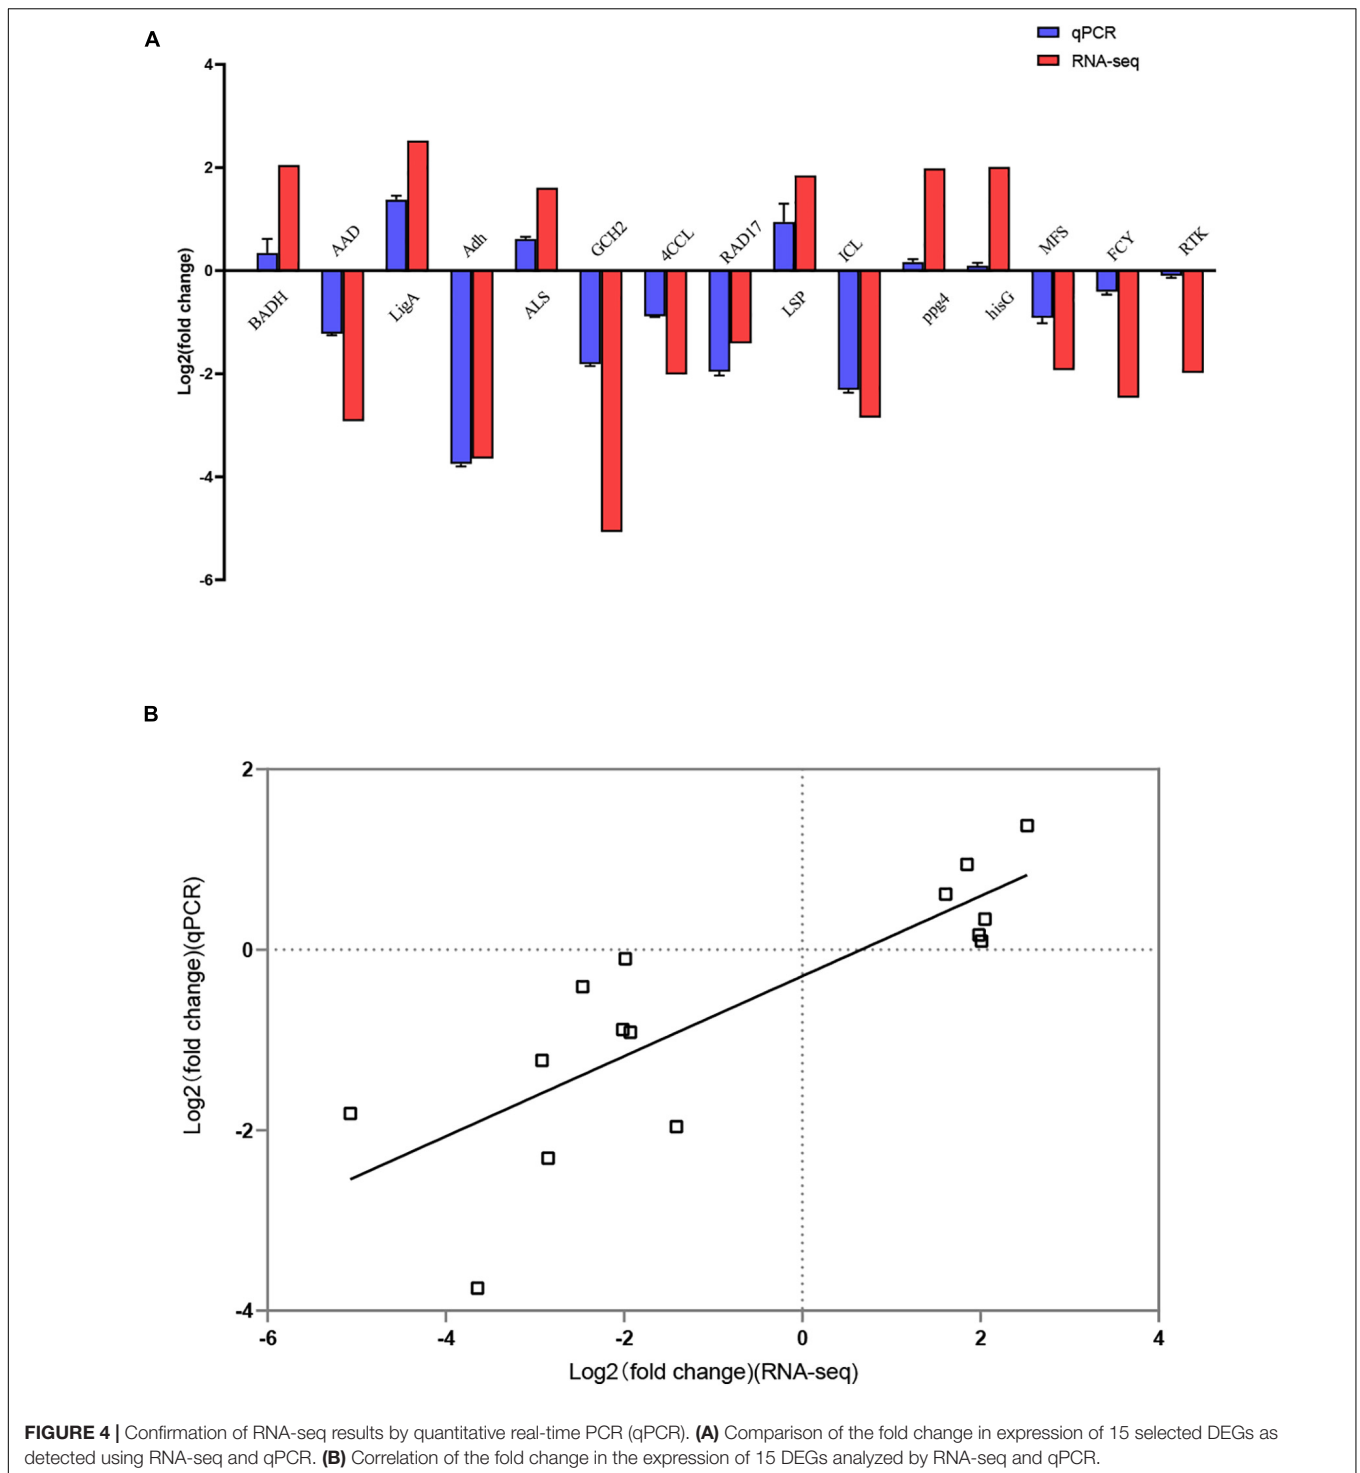 A
qPCR
RNA-seq
4
2
0
-2
-4
-6
Log2(fold change)
BADH
AAD
LigA
Adh
ALS
GCH2
4CCL
RAD17
LSP
ICL
ppg4
hisG
MFS
FCY
RTK
B
2
0
-2
-4
Log2(fold change)(qPCR)
-6 -4 -2 0 2 4
Log2(fold change)(RNA-seq)
FIGURE 4 | Confirmation of RNA-seq results by quantitative real-time PCR (qPCR). (A) Comparison of the fold change in expression of 15 selected DEGs as
detected using RNA-seq and qPCR. (B) Correlation of the fold change in the expression of 15 DEGs analyzed by RNA-seq and qPCR.